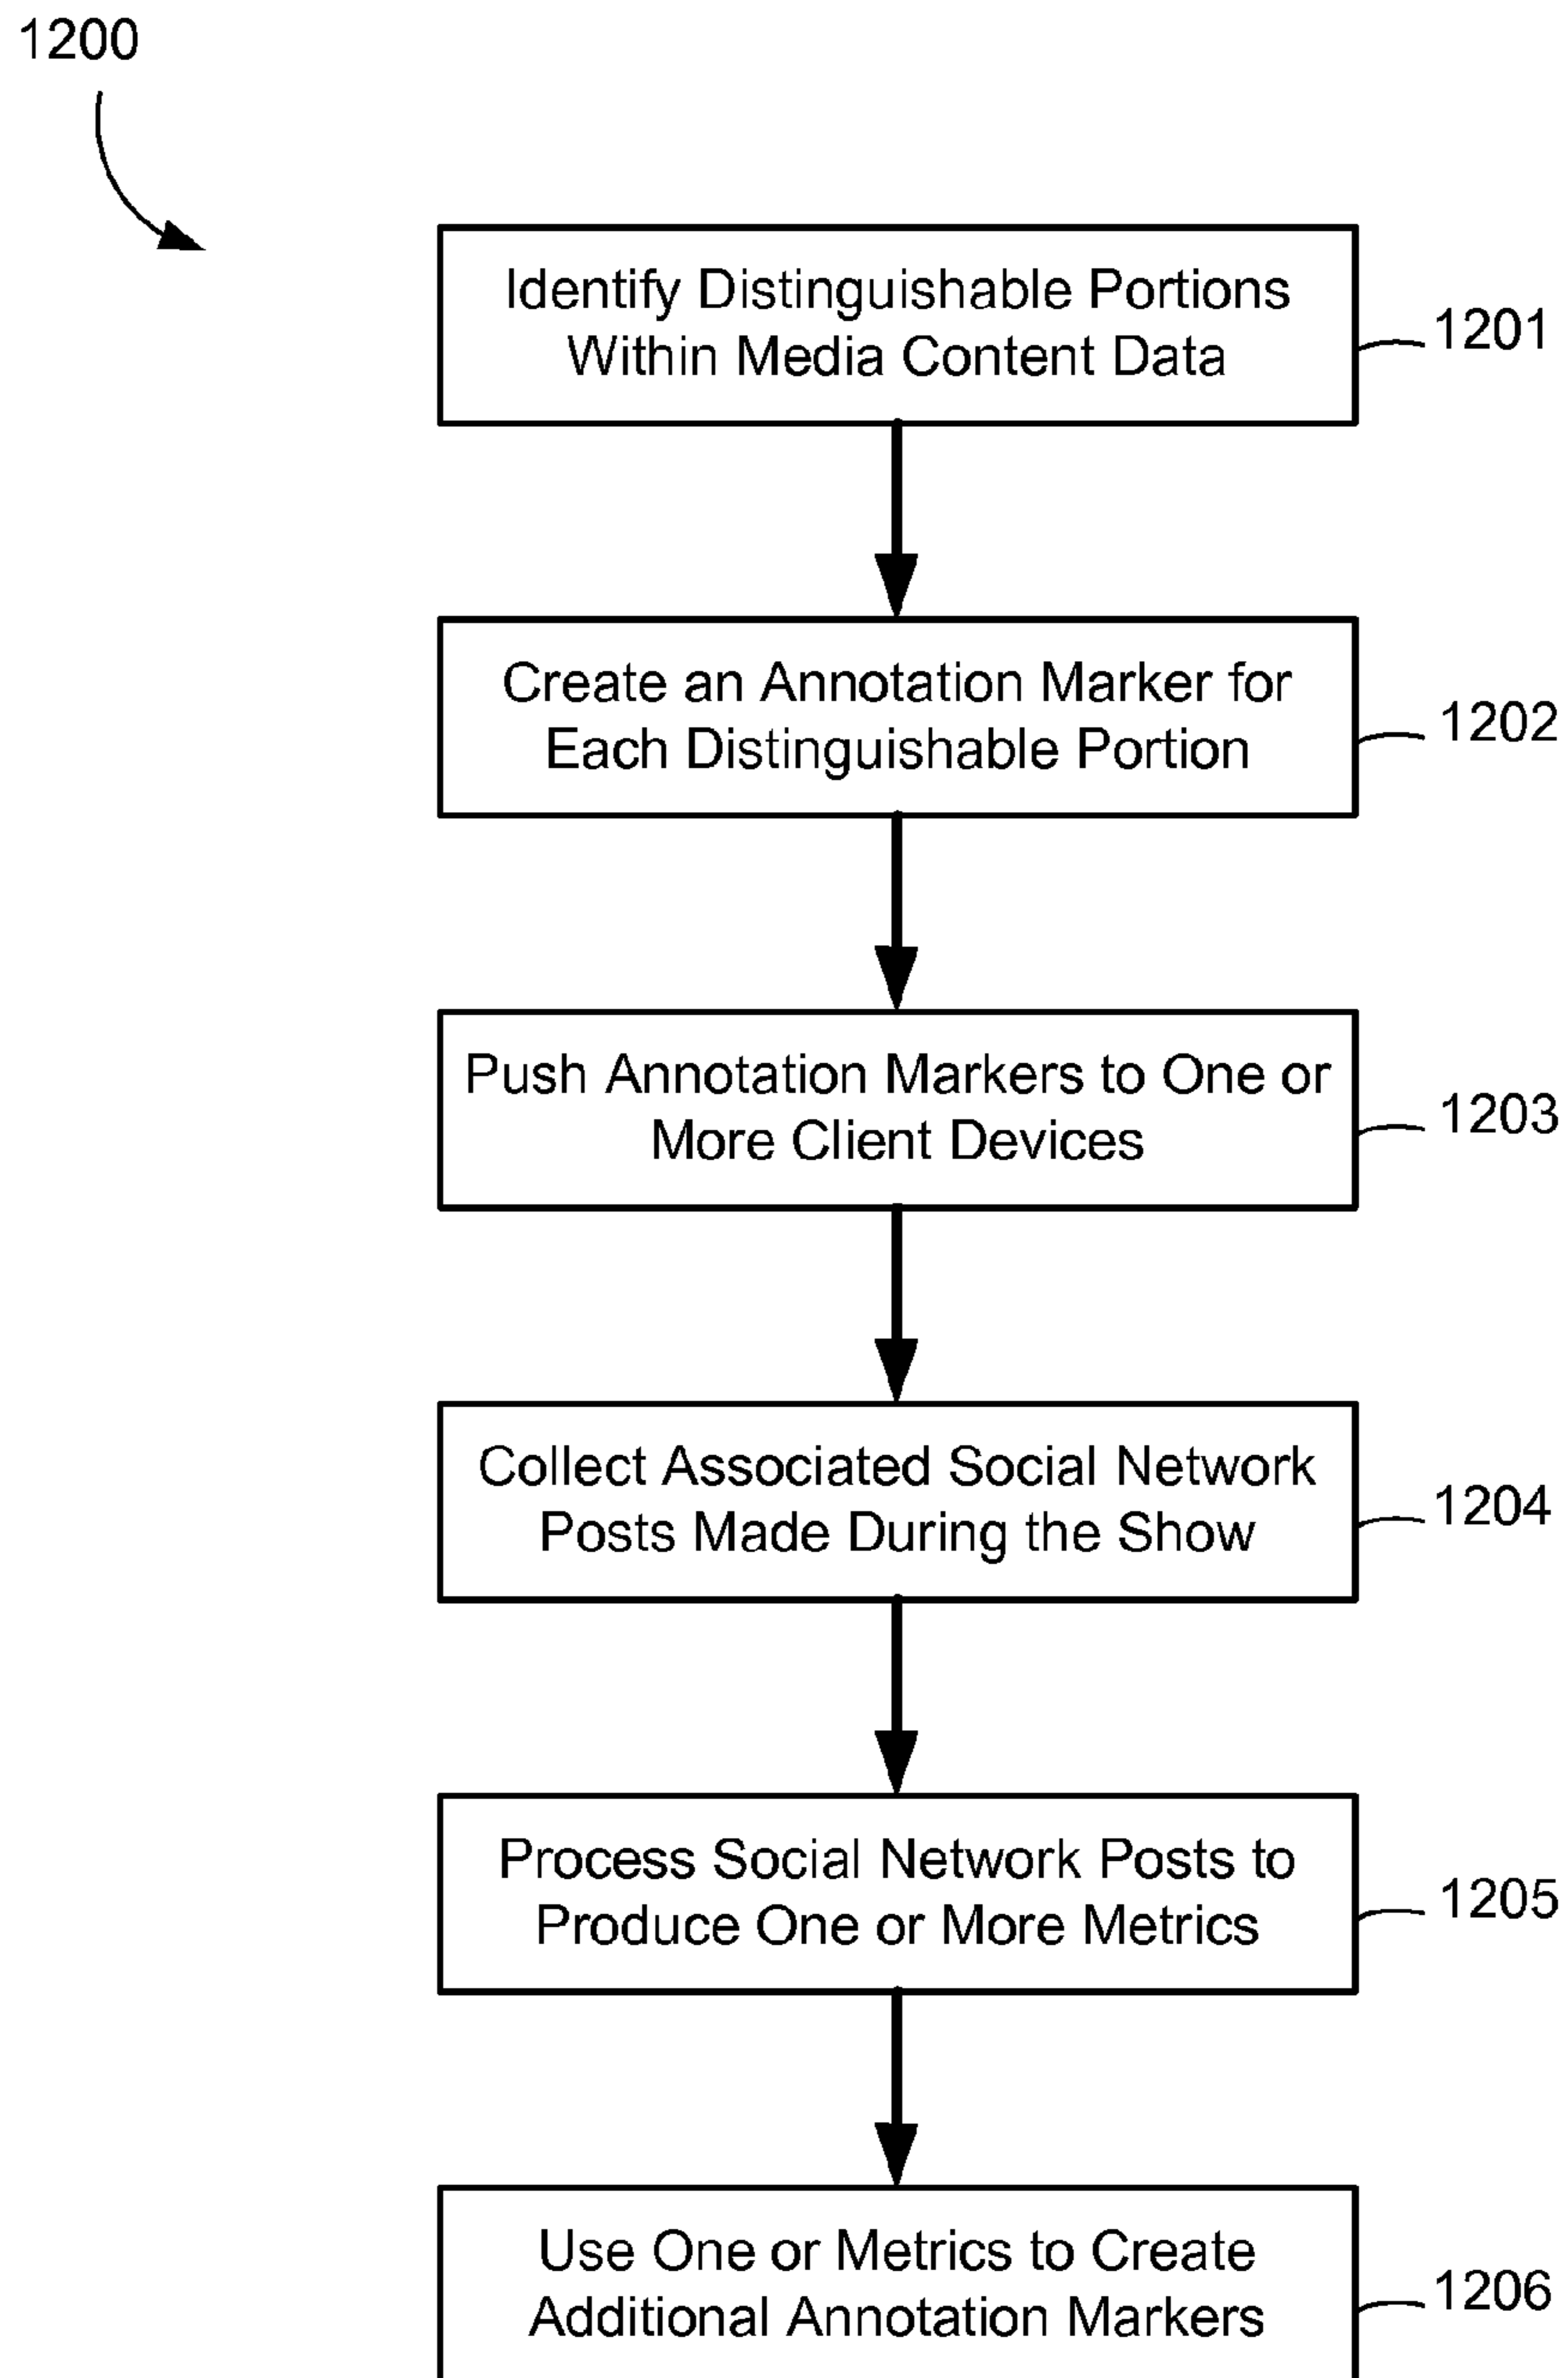 1200
Identify Distinguishable Portions
Within Media Content Data
1201
Create an Annotation Marker for
Each Distinguishable Portion
1202
Push Annotation Markers to One or
More Client Devices
1203
Collect Associated Social Network
Posts Made During the Show
1204
Process Social Network Posts to
Produce One or More Metrics
1205
Use One or Metrics to Create
Additional Annotation Markers
1206